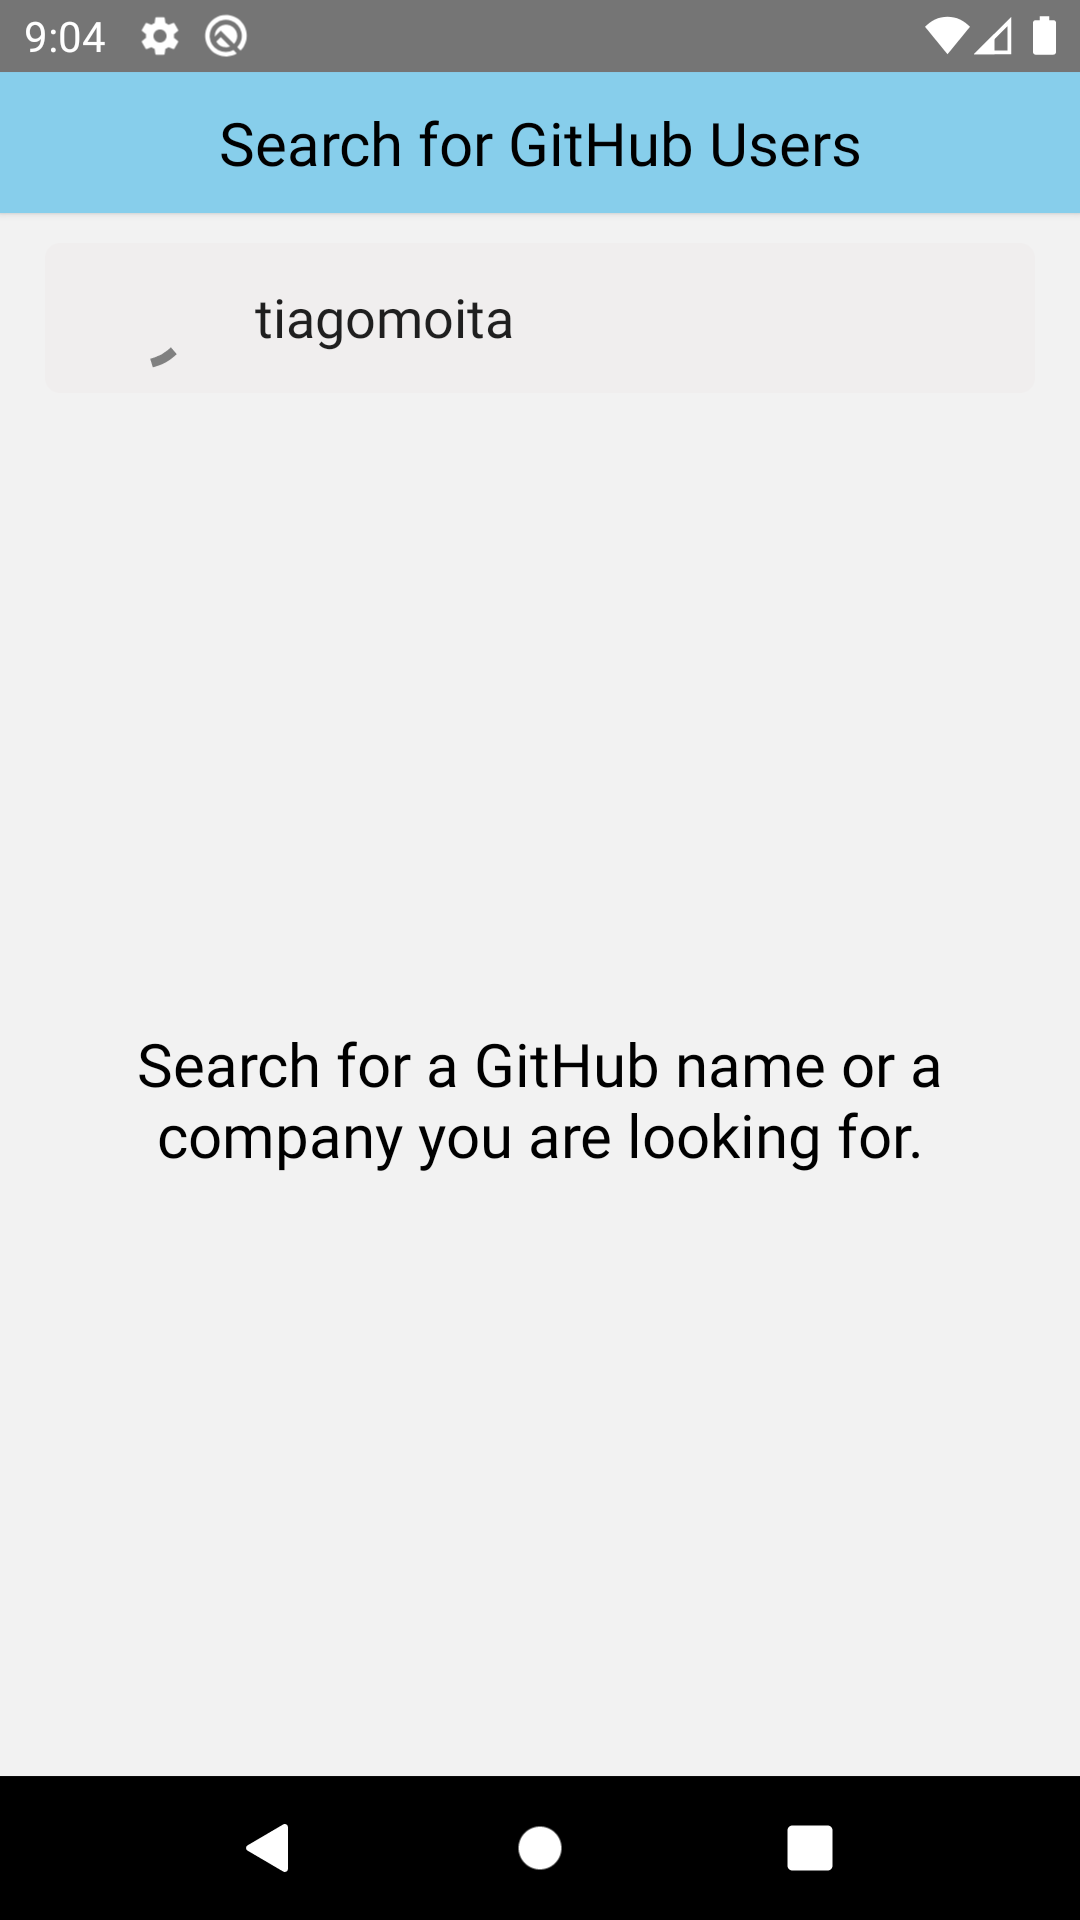 9:04
Search for GitHub Users
tiagomoita
Search for a GitHub name or a
company you are looking for.